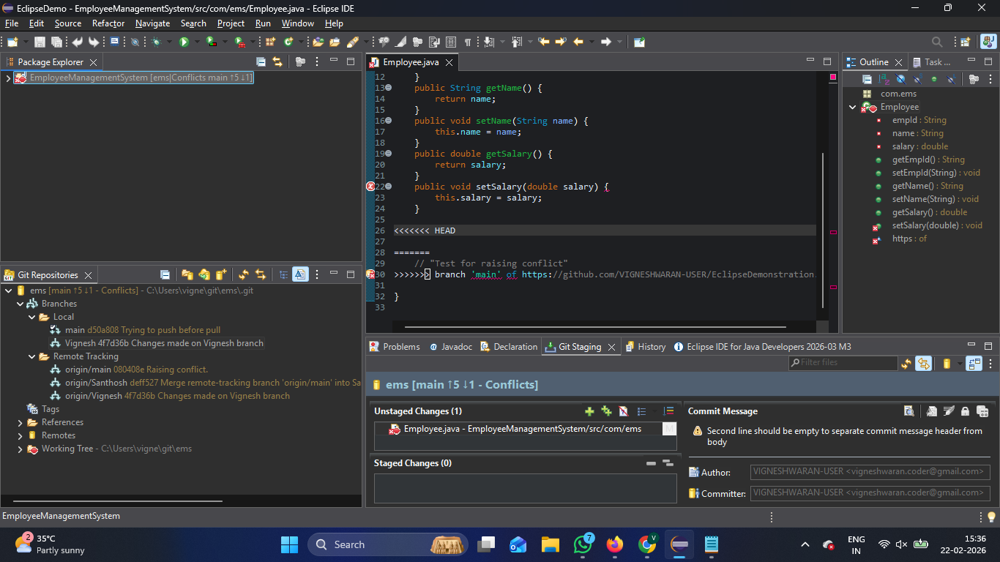 EclipseDemo - EmployeeManagementSystem/src/com/ems/Employee.java - Eclipse IDE
File Edit Source Refactor Navigate Search Project Run Window Help
Package Explorer
EmployeeManagementSystem [ems|Conflicts main ↑5 ↓1]
Git Repositories
ems [main ↑5 ↓1 - Conflicts] - C:\Users\vigne\git\ems\.git
Branches
Local
main d50a808 Trying to push before pull
Vignesh 4f7d36b Changes made on Vignesh branch
Remote Tracking
origin/main 080408e Raising conflict.
origin/Santhosh deff527 Merge remote-tracking branch 'origin/main' into Sa
origin/Vignesh 4f7d36b Changes made on Vignesh branch
Tags
References
Remotes
Working Tree - C:\Users\vigne\git\ems
Employee.java
12 }
13 public String getName() {
14 return name;
15 }
16 public void setName(String name) {
17 this.name = name;
18 }
19 public double getSalary() {
20 return salary;
21 }
22 public void setSalary(double salary) {
23 this.salary = salary;
24 }
25
26 <<<<<<< HEAD
27
28 =======
29 // "Test for raising conflict"
30 >>>>>>> branch 'main' of https://github.com/VIGNESHWARAN-USER/EclipseDemonstration.
31
32 }
33
Outline Task ...
com.ems
Employee
empId : String
name : String
salary : double
getEmpId() : String
setEmpId(String) : void
getName() : String
setName(String) : void
getSalary() : double
setSalary(double) : void
https : of
Problems @ Javadoc Declaration Git Staging History Eclipse IDE for Java Developers 2026-03 M3
Filter files
ems [main ↑5 ↓1 - Conflicts]
Unstaged Changes (1)
Employee.java - EmployeeManagementSystem/src/com/ems
M
Staged Changes (0)
Commit Message
Second line should be empty to separate commit message header from
body
Author: VIGNESHWARAN-USER <vigneshwaran.coder@gmail.com>
Committer: VIGNESHWARAN-USER <vigneshwaran.coder@gmail.com>
EmployeeManagementSystem
2
35°C
Partly sunny
Search
7
V
ENG
IN
15:36
22-02-2026